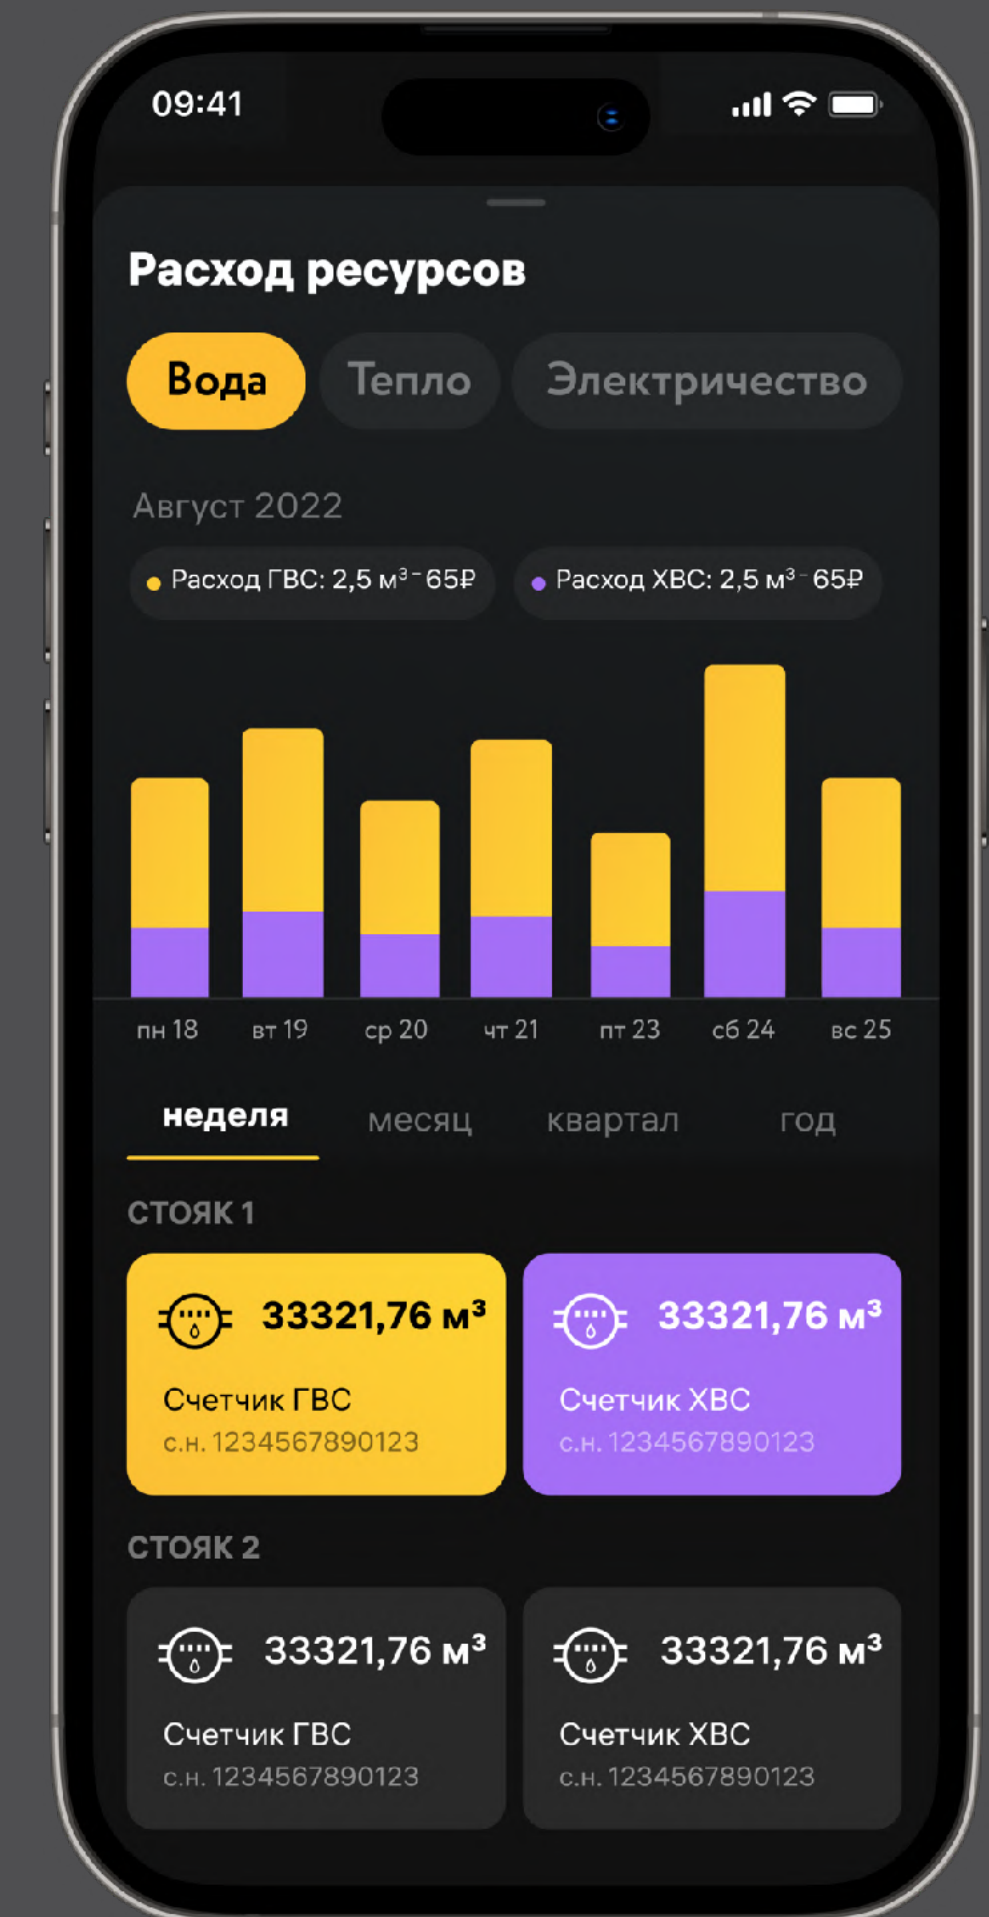 09:41
Расход ресурсов
Вода Тепло Электричество
Август 2022
Расход ГВС: 2,5 м³ - 65₽ Расход ХВС: 2,5 м³ - 65₽
пн 18 вт 19 ср 20 чт 21 пт 23 сб 24 вс 25
неделя месяц квартал год
СТОЯК 1
33321,76 м³ 33321,76 м³
Счетчик ГВС Счетчик ХВС
с.н. 1234567890123 с.н. 1234567890123
СТОЯК 2
33321,76 м³ 33321,76 м³
Счетчик ГВС Счетчик ХВС
с.н. 1234567890123 с.н. 1234567890123